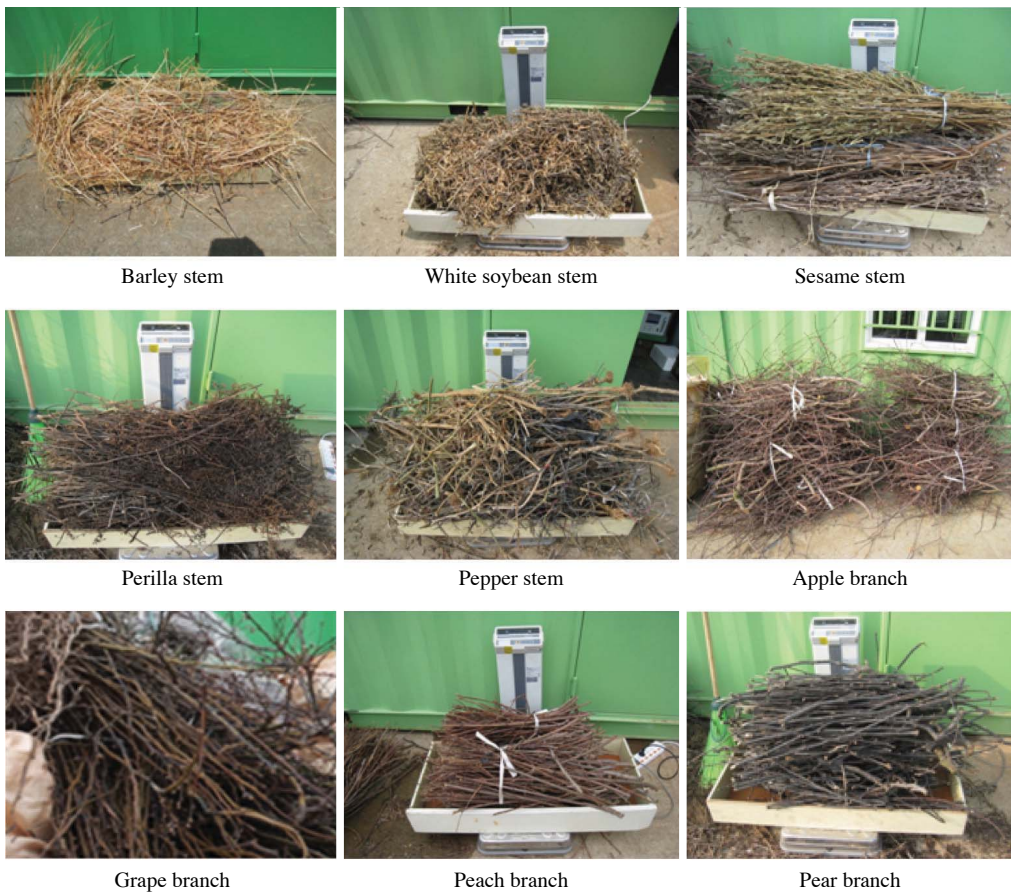 Barley stem
White soybean stem
Sesame stem
Perilla stem
Pepper stem
Apple branch
Grape branch
Peach branch
Pear branch